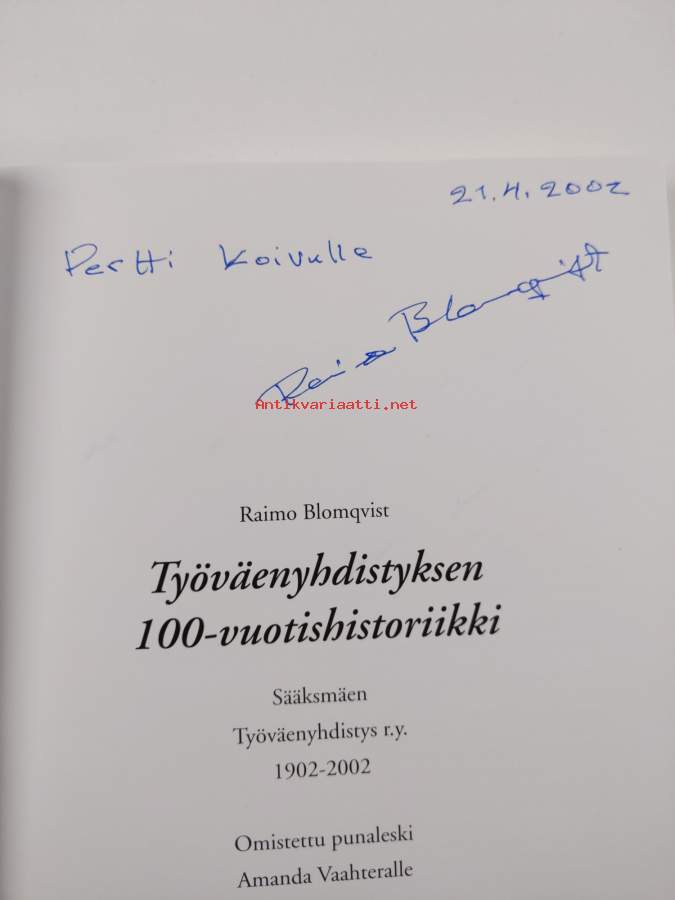 21.4.2002
Pertti Koivulle
Raimo Blomqvist
Antikvariaatti.net
Raimo Blomqvist
Työväenyhdistyksen
100-vuotishistoriikki
Sääksmäen
Työväenyhdistys r.y.
1902-2002
Omistettu punaleski
Amanda Vaahteralle